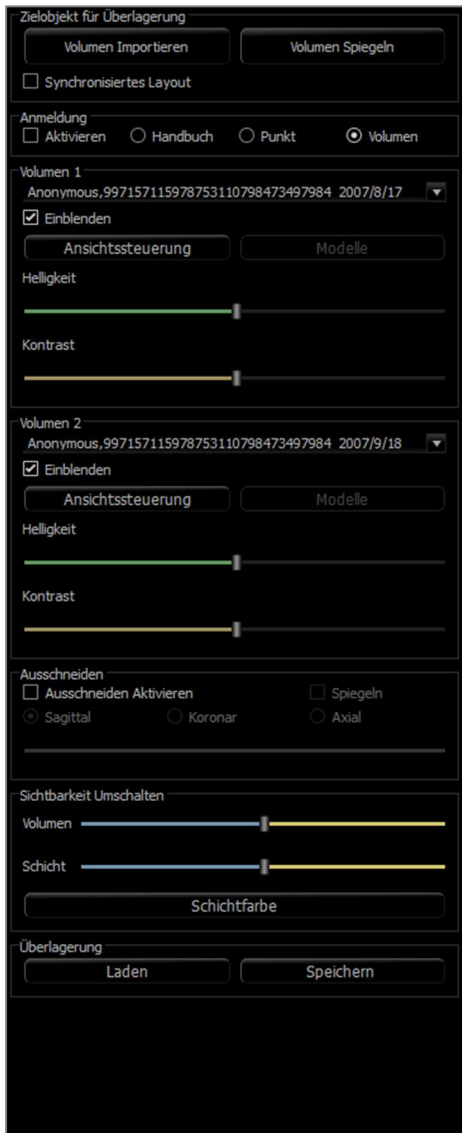 Zielobjekt für Überlagerung
Volumen Importieren Volumen Spiegeln
Synchronisiertes Layout
Anmeldung
Aktivieren Handbuch Punkt Volumen
Volumen 1
Anonymous,99715711597875311079847349798​4 2007/8/17
Einblenden
Ansichtssteuerung Modelle
Helligkeit
Kontrast
Volumen 2
Anonymous,997157115978753110798473497984 2007/9/18
Einblenden
Ansichtssteuerung Modelle
Helligkeit
Kontrast
Ausschneiden
Ausschneiden Aktivieren Spiegeln
Sagittal Koronar Axial
Sichtbarkeit Umschalten
Volumen
Schicht
Schichtfarbe
Überlagerung
Laden Speichern